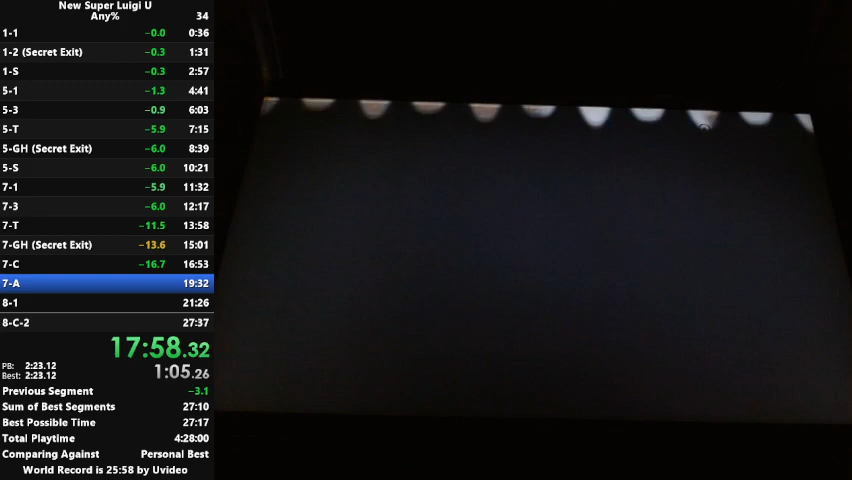 New Super Luigi U
Any% 34
1-1 −0.0 0:36
1-2 (Secret Exit) −0.3 1:31
1-S −0.3 2:57
5-1 −1.3 4:41
5-3 −0.9 6:03
5-T −5.9 7:15
5-GH (Secret Exit) −6.0 8:39
5-S −6.0 10:21
7-1 −5.9 11:32
7-3 −6.0 12:17
7-T −11.5 13:58
7-GH (Secret Exit) −13.6 15:01
7-C −16.7 16:53
7-A 19:32
8-1 21:26
8-C-2 27:37
17:58.32
PB: 2:23.12
Best: 2:23.12 1:05.26
Previous Segment −3.1
Sum of Best Segments 27:10
Best Possible Time 27:17
Total Playtime 4:28:00
Comparing Against Personal Best
World Record is 25:58 by Uvideo